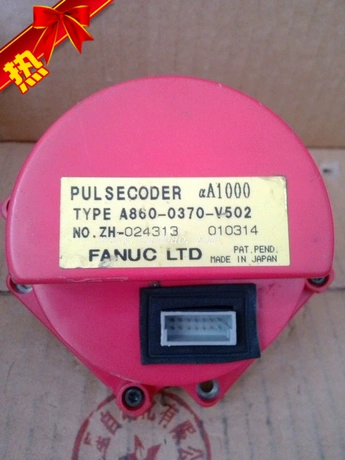 热
PULSECODER αA1000
TYPE A860-0370-V502
NO.ZH-024313 010314
FANUC LTD
PAT.PEND.
MADE IN JAPAN